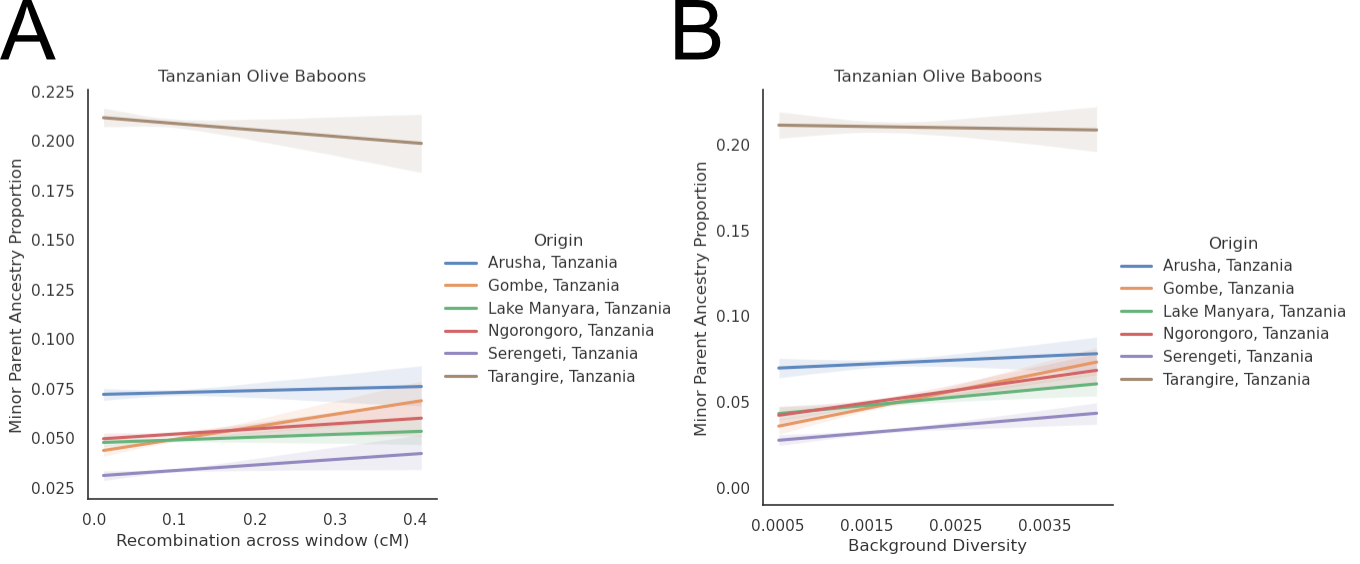 A
Tanzanian Olive Baboons
Minor Parent Ancestry Proportion
0.225
0.200
0.175
0.150
0.125
0.100
0.075
0.050
0.025
0.0 0.1 0.2 0.3 0.4
Recombination across window (cM)
Origin
Arusha, Tanzania
Gombe, Tanzania
Lake Manyara, Tanzania
Ngorongoro, Tanzania
Serengeti, Tanzania
Tarangire, Tanzania
B
Tanzanian Olive Baboons
Minor Parent Ancestry Proportion
0.20
0.15
0.10
0.05
0.00
0.0005 0.0015 0.0025 0.0035
Background Diversity
Origin
Arusha, Tanzania
Gombe, Tanzania
Lake Manyara, Tanzania
Ngorongoro, Tanzania
Serengeti, Tanzania
Tarangire, Tanzania